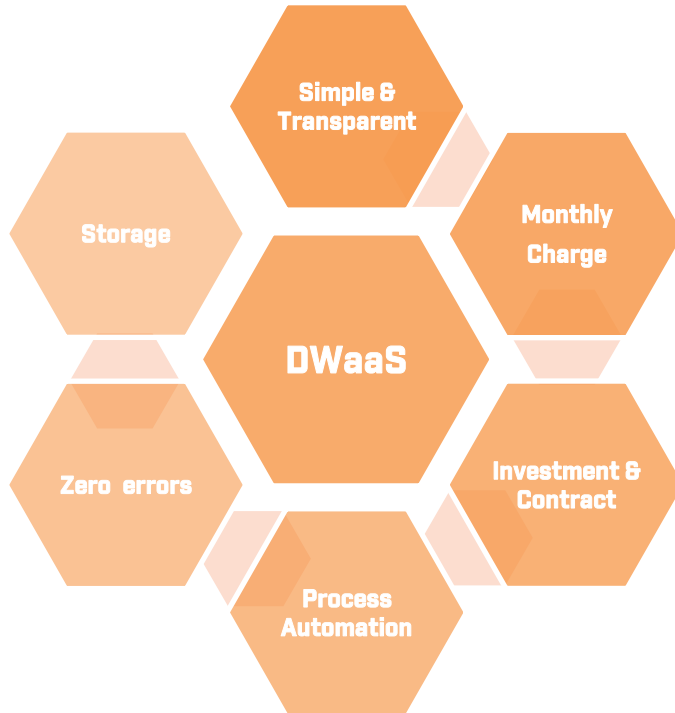 Simple &
Transparent
Monthly
Charge
Storage
DWaaS
Investment &
Contract
Zero errors
Process
Automation